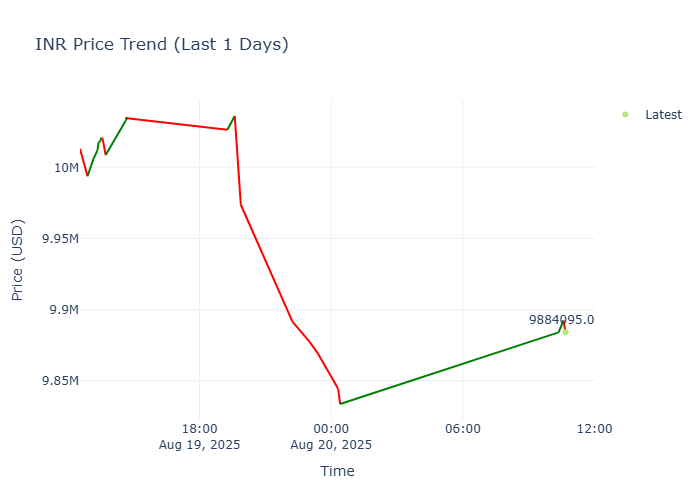 INR Price Trend (Last 1 Days)
Latest
10M
9.95M
9.9M
9.85M
Price (USD)
9884095.0
18:00
Aug 19, 2025
00:00
Aug 20, 2025
06:00
12:00
Time